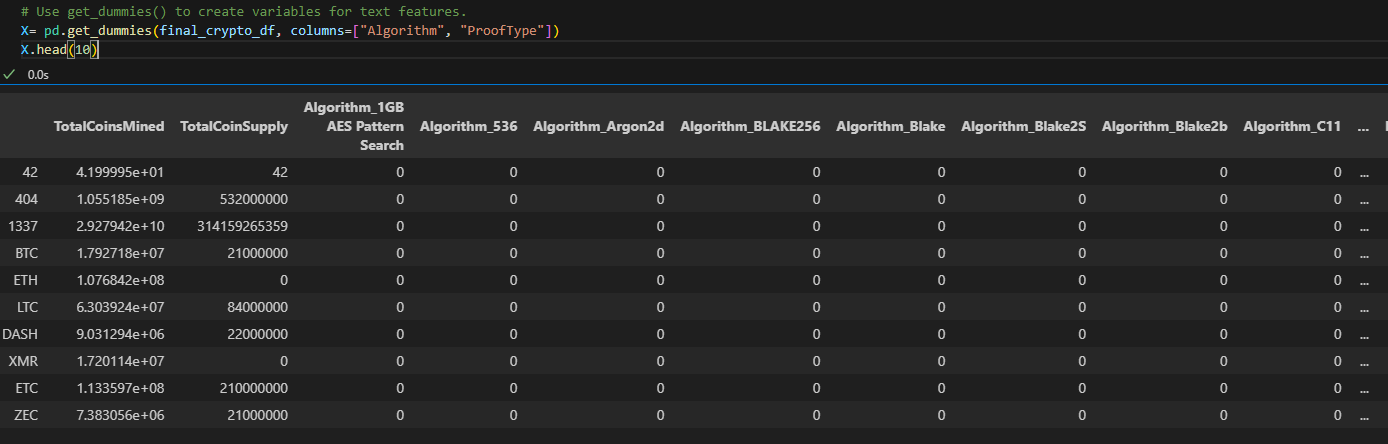 # Use get_dummies() to create variables for text features.
X= pd.get_dummies(final_crypto_df, columns=["Algorithm", "ProofType"])
X.head(10)
0.0s
TotalCoinsMined TotalCoinSupply Algorithm_1GB AES Pattern Search Algorithm_536 Algorithm_Argon2d Algorithm_BLAKE256 Algorithm_Blake Algorithm_Blake2S Algorithm_Blake2b Algorithm_C11 ...
42 4.199995e+01 42 0 0 0 0 0 0 0 0 ...
404 1.055185e+09 532000000 0 0 0 0 0 0 0 0 ...
1337 2.927942e+10 314159265359 0 0 0 0 0 0 0 0 ...
BTC 1.792718e+07 21000000 0 0 0 0 0 0 0 0 ...
ETH 1.076842e+08 0 0 0 0 0 0 0 0 0 ...
LTC 6.303924e+07 84000000 0 0 0 0 0 0 0 0 ...
DASH 9.031294e+06 22000000 0 0 0 0 0 0 0 0 ...
XMR 1.720114e+07 0 0 0 0 0 0 0 0 0 ...
ETC 1.133597e+08 210000000 0 0 0 0 0 0 0 0 ...
ZEC 7.383056e+06 21000000 0 0 0 0 0 0 0 0 ...